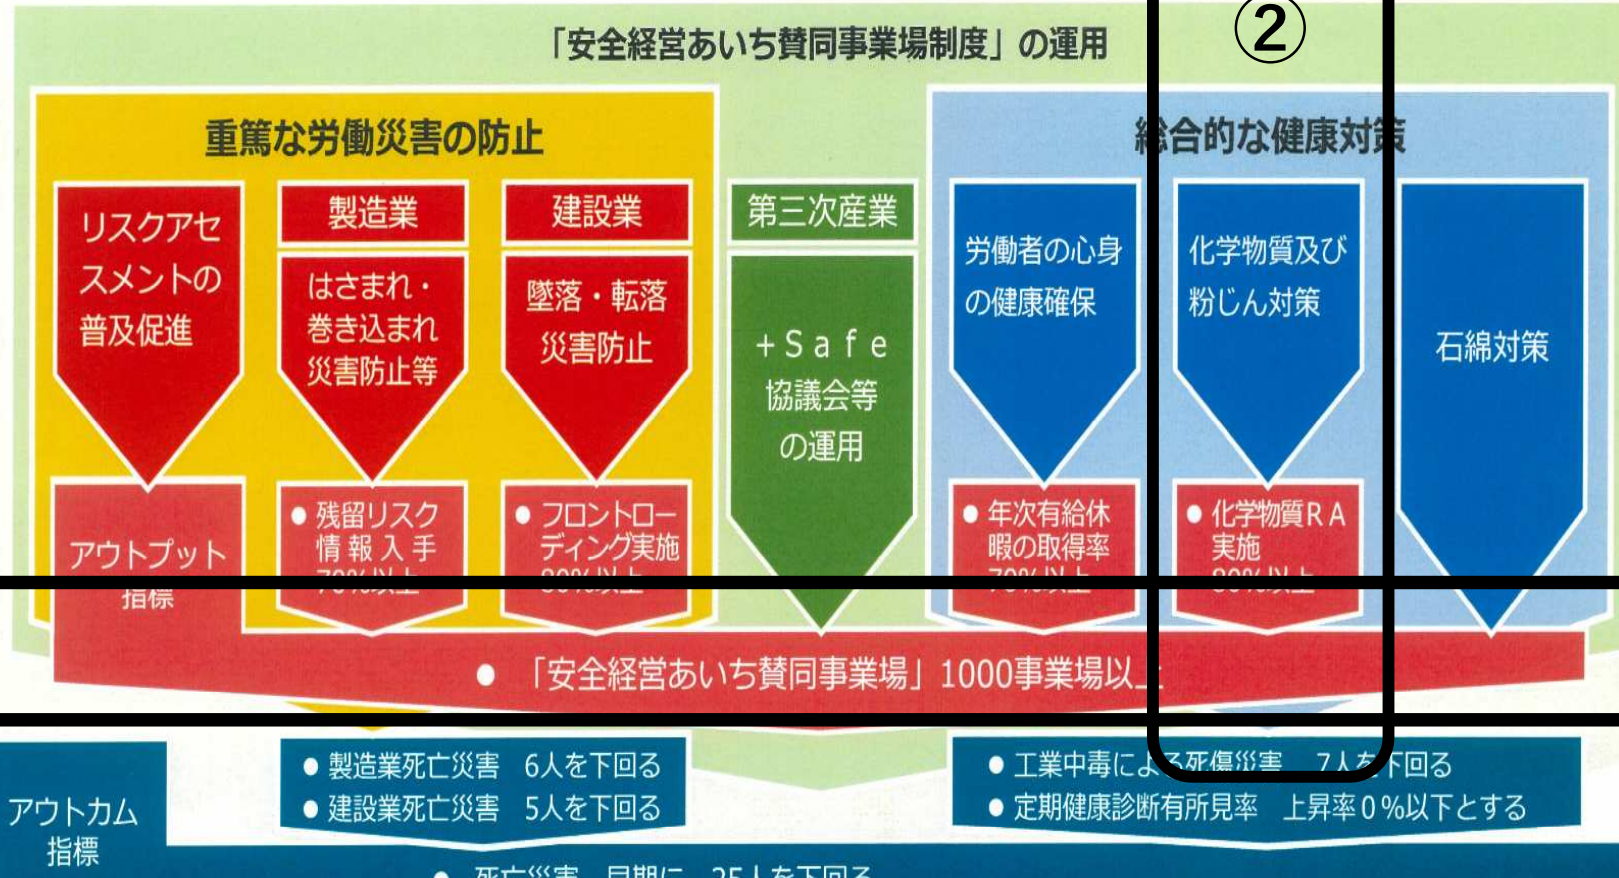 ②
「安全経営あいち賛同事業場制度」の運用
重篤な労働災害の防止
リスクアセ
スメントの
普及促進
製造業
はさまれ・
巻き込まれ
災害防止等
建設業
墜落・転落
災害防止
第三次産業
+Safe
協議会等
の運用
総合的な健康対策
労働者の心身
の健康確保
化学物質及び
粉じん対策
石綿対策
アウトプット
指標
● 残留リスク
情報入手
● フロントロー
ディング実施
● 年次有給休
暇の取得率
● 化学物質RA
実施
● 「安全経営あいち賛同事業場」1000事業場以上
アウトカム
指標
● 製造業死亡災害 6人を下回る
● 建設業死亡災害 5人を下回る
● 工業中毒による死傷災害 7人を下回る
● 定期健康診断有所見率 上昇率0%以下とする